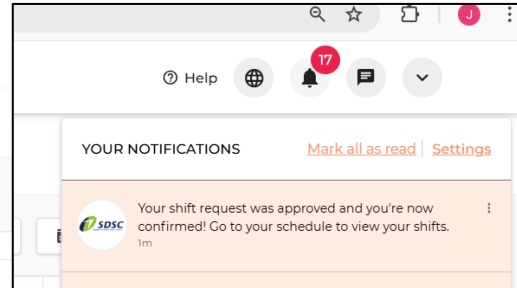 J
Help
17
YOUR NOTIFICATIONS
Mark all as read
Settings
SDSC
Your shift request was approved and you're now
confirmed! Go to your schedule to view your shifts.
1m